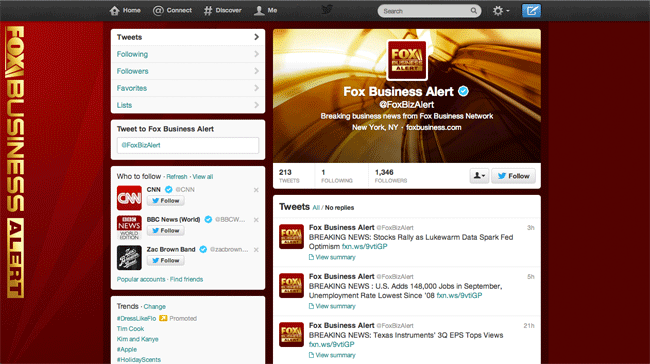 Home
Connect
Discover
Me
Search
FOX BUSINESS ALERT
Tweets
Following
Followers
Favorites
Lists
Tweet to Fox Business Alert
@FoxBizAlert
Who to follow · Refresh · View all
CNN @CNN
Follow
BBC News (World) @BBCW...
Follow
Zac Brown Band @zacbrown...
Follow
Popular accounts · Find friends
Trends · Change
#DressLikeFlo Promoted
Tim Cook
Kim and Kanye
#Apple
#HolidayScents
FOX
BUSINESS
ALERT
Fox Business Alert
@FoxBizAlert
Breaking business news from Fox Business Network
New York, NY · foxbusiness.com
213
TWEETS
1
FOLLOWING
1,346
FOLLOWERS
Follow
Tweets All / No replies
Fox Business Alert @FoxBizAlert 3h
BREAKING NEWS: Stocks Rally as Lukewarm Data Spark Fed
Optimism fxn.ws/9vtiGP
View summary
Fox Business Alert @FoxBizAlert 5h
BREAKING NEWS : U.S. Adds 148,000 Jobs in September,
Unemployment Rate Lowest Since '08 fxn.ws/9vtiGP
View summary
Fox Business Alert @FoxBizAlert 21h
BREAKING NEWS: Texas Instruments' 3Q EPS Tops Views
fxn.ws/9vtiGP
View summary